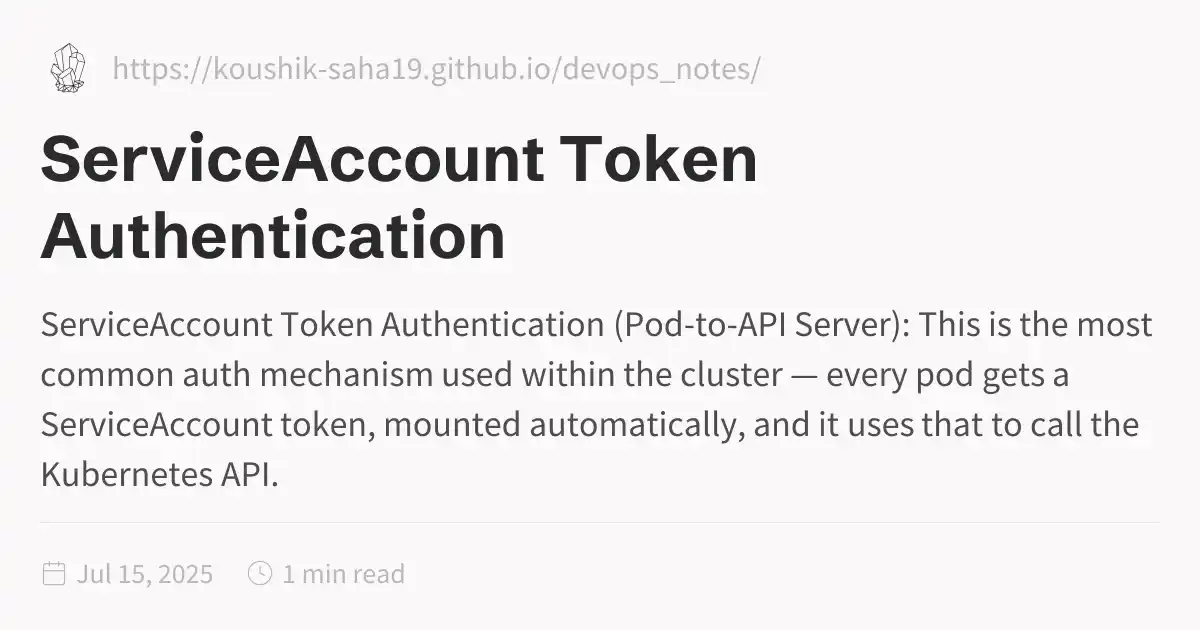 https://koushik-saha19.github.io/devops_notes/
ServiceAccount Token
Authentication
ServiceAccount Token Authentication (Pod-to-API Server): This is the most
common auth mechanism used within the cluster — every pod gets a
ServiceAccount token, mounted automatically, and it uses that to call the
Kubernetes API.
Jul 15, 2025 1 min read